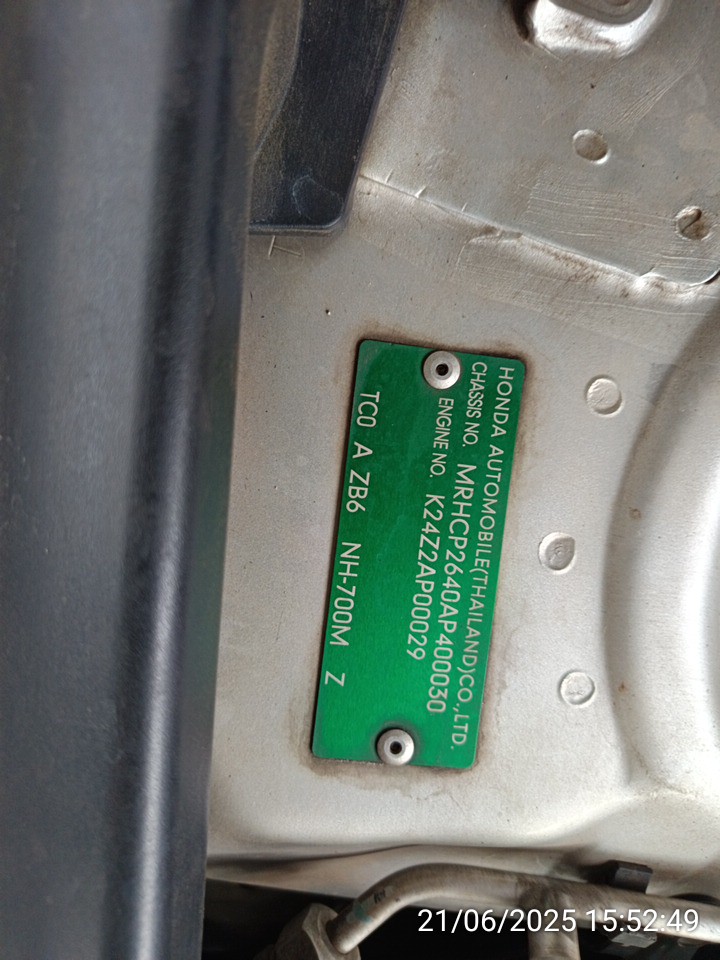 HONDA AUTOMOBILE(THAILAND)CO.,LTD.
CHASSIS NO. MRHCP2640AP400030
ENGINE NO. K24Z2AP00029
TC0 A ZB6 NH-700M Z
21/06/2025 15:52:49